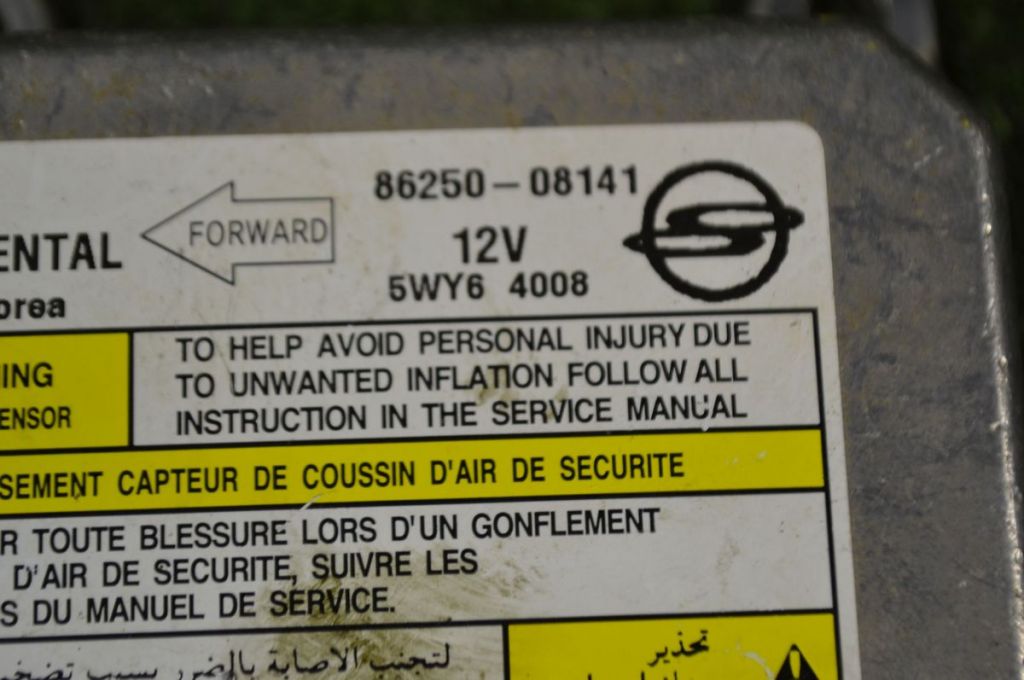 86250-08141
FORWARD
ENTAL
12V
5WY6 4008
orea
TO HELP AVOID PERSONAL INJURY DUE
TO UNWANTED INFLATION FOLLOW ALL
INSTRUCTION IN THE SERVICE MANUAL
ING
ENSOR
SEMENT CAPTEUR DE COUSSIN D'AIR DE SECURITE
R TOUTE BLESSURE LORS D'UN GONFLEMENT
D'AIR DE SECURITE, SUIVRE LES
S DU MANUEL DE SERVICE.
تحذير
لتجنب الاصابة بالضرر بسبب